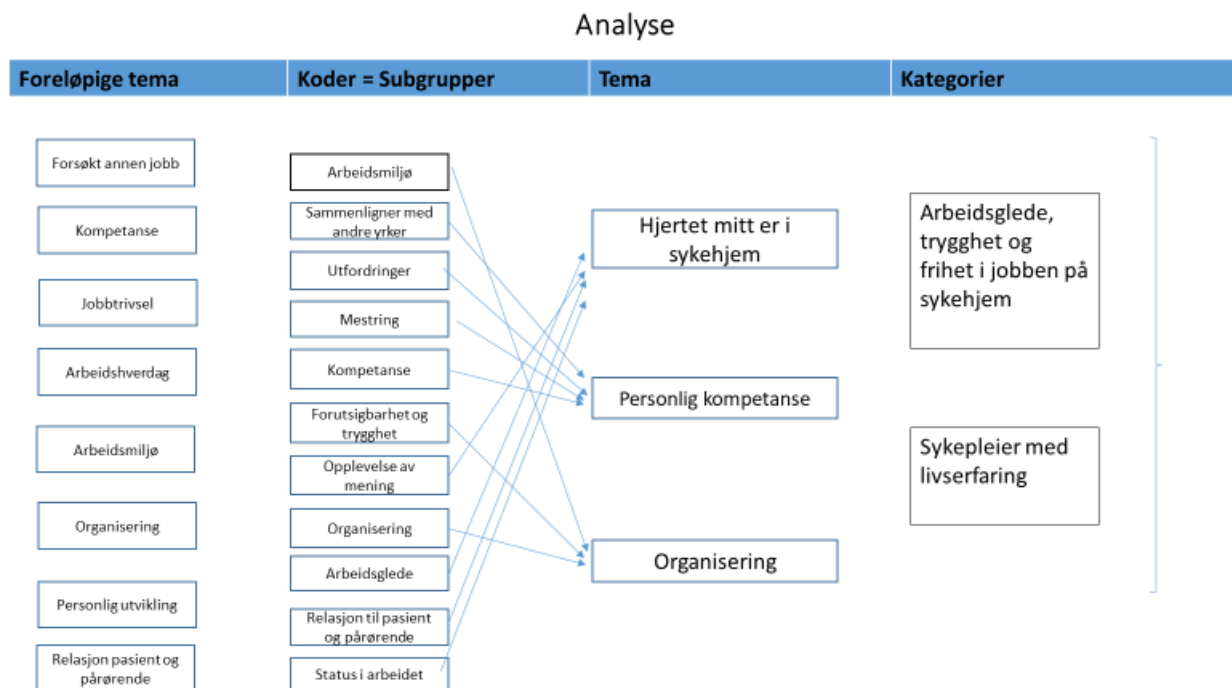 Analyse
Foreløpige tema
Koder = Subgrupper
Tema
Kategorier
Forsøkt annen jobb
Kompetanse
Jobbtrivsel
Arbeidshverdag
Arbeidsmiljø
Organisering
Personlig utvikling
Relasjon pasient og
pårørende
Arbeidsmiljø
Sammenligner med
andre yrker
Utfordringer
Mestring
Kompetanse
Forutsigbarhet og
trygghet
Opplevelse av
mening
Organisering
Arbeidsglede
Relasjon til pasient
og pårørende
Status i arbeidet
Hjertet mitt er i
sykehjem
Personlig kompetanse
Organisering
Arbeidsglede,
trygghet og
frihet i jobben på
sykehjem
Sykepleier med
livserfaring